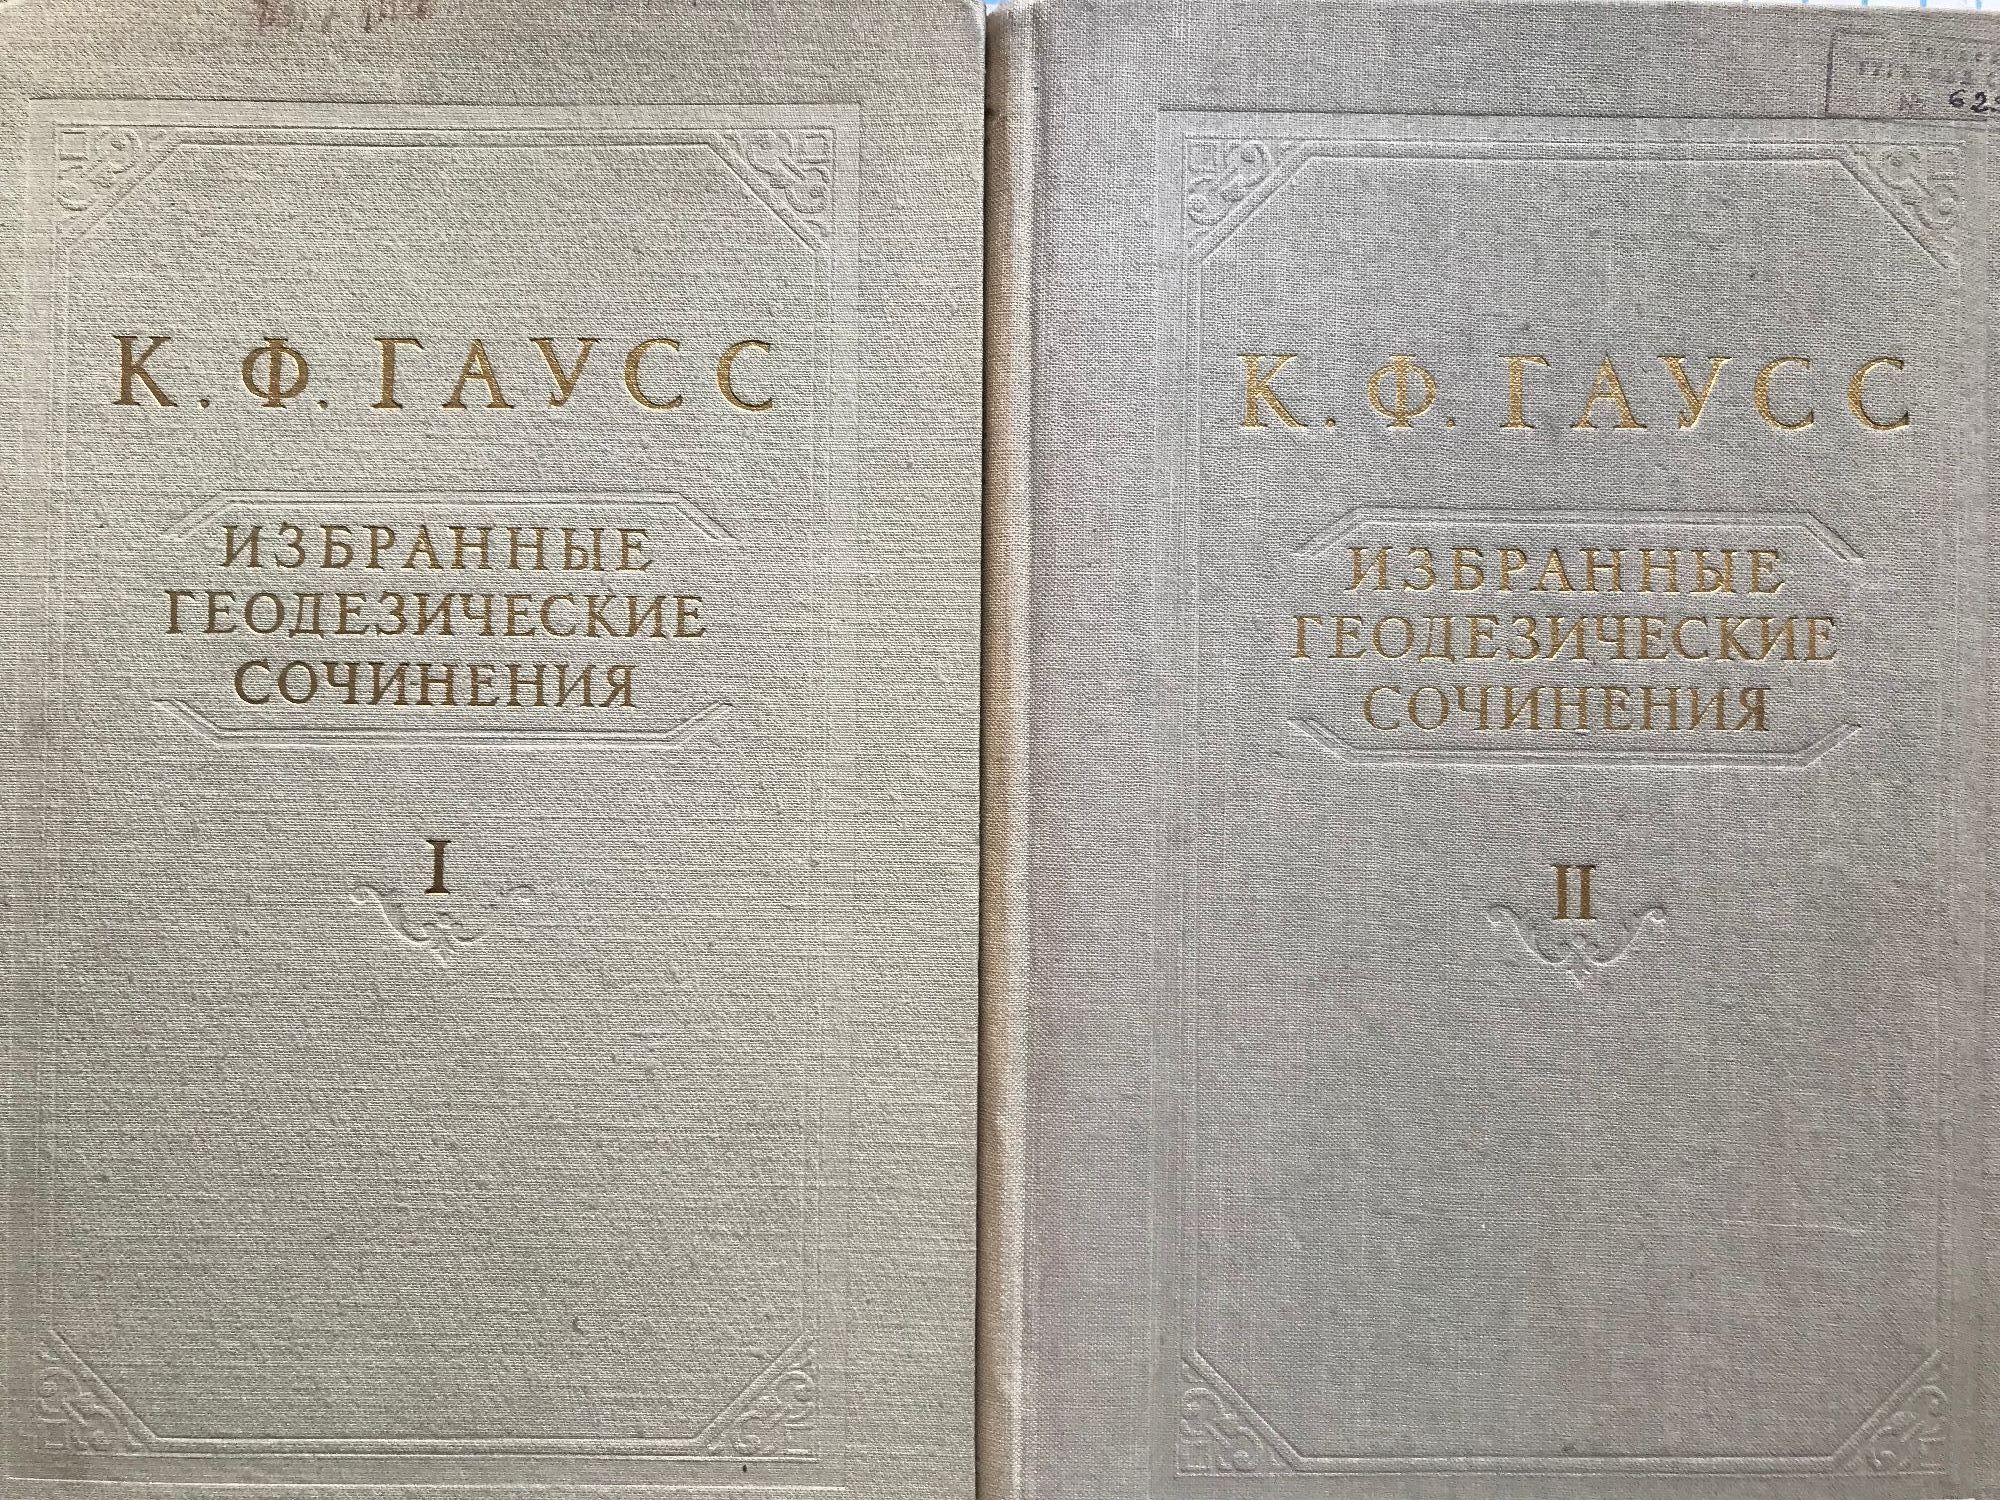 К. Ф. ГАУСС
ИЗБРАННЫЕ
ГЕОДЕЗИЧЕСКИЕ
СОЧИНЕНИЯ
I
К. Ф. ГАУСС
ИЗБРАННЫЕ
ГЕОДЕЗИЧЕСКИЕ
СОЧИНЕНИЯ
II